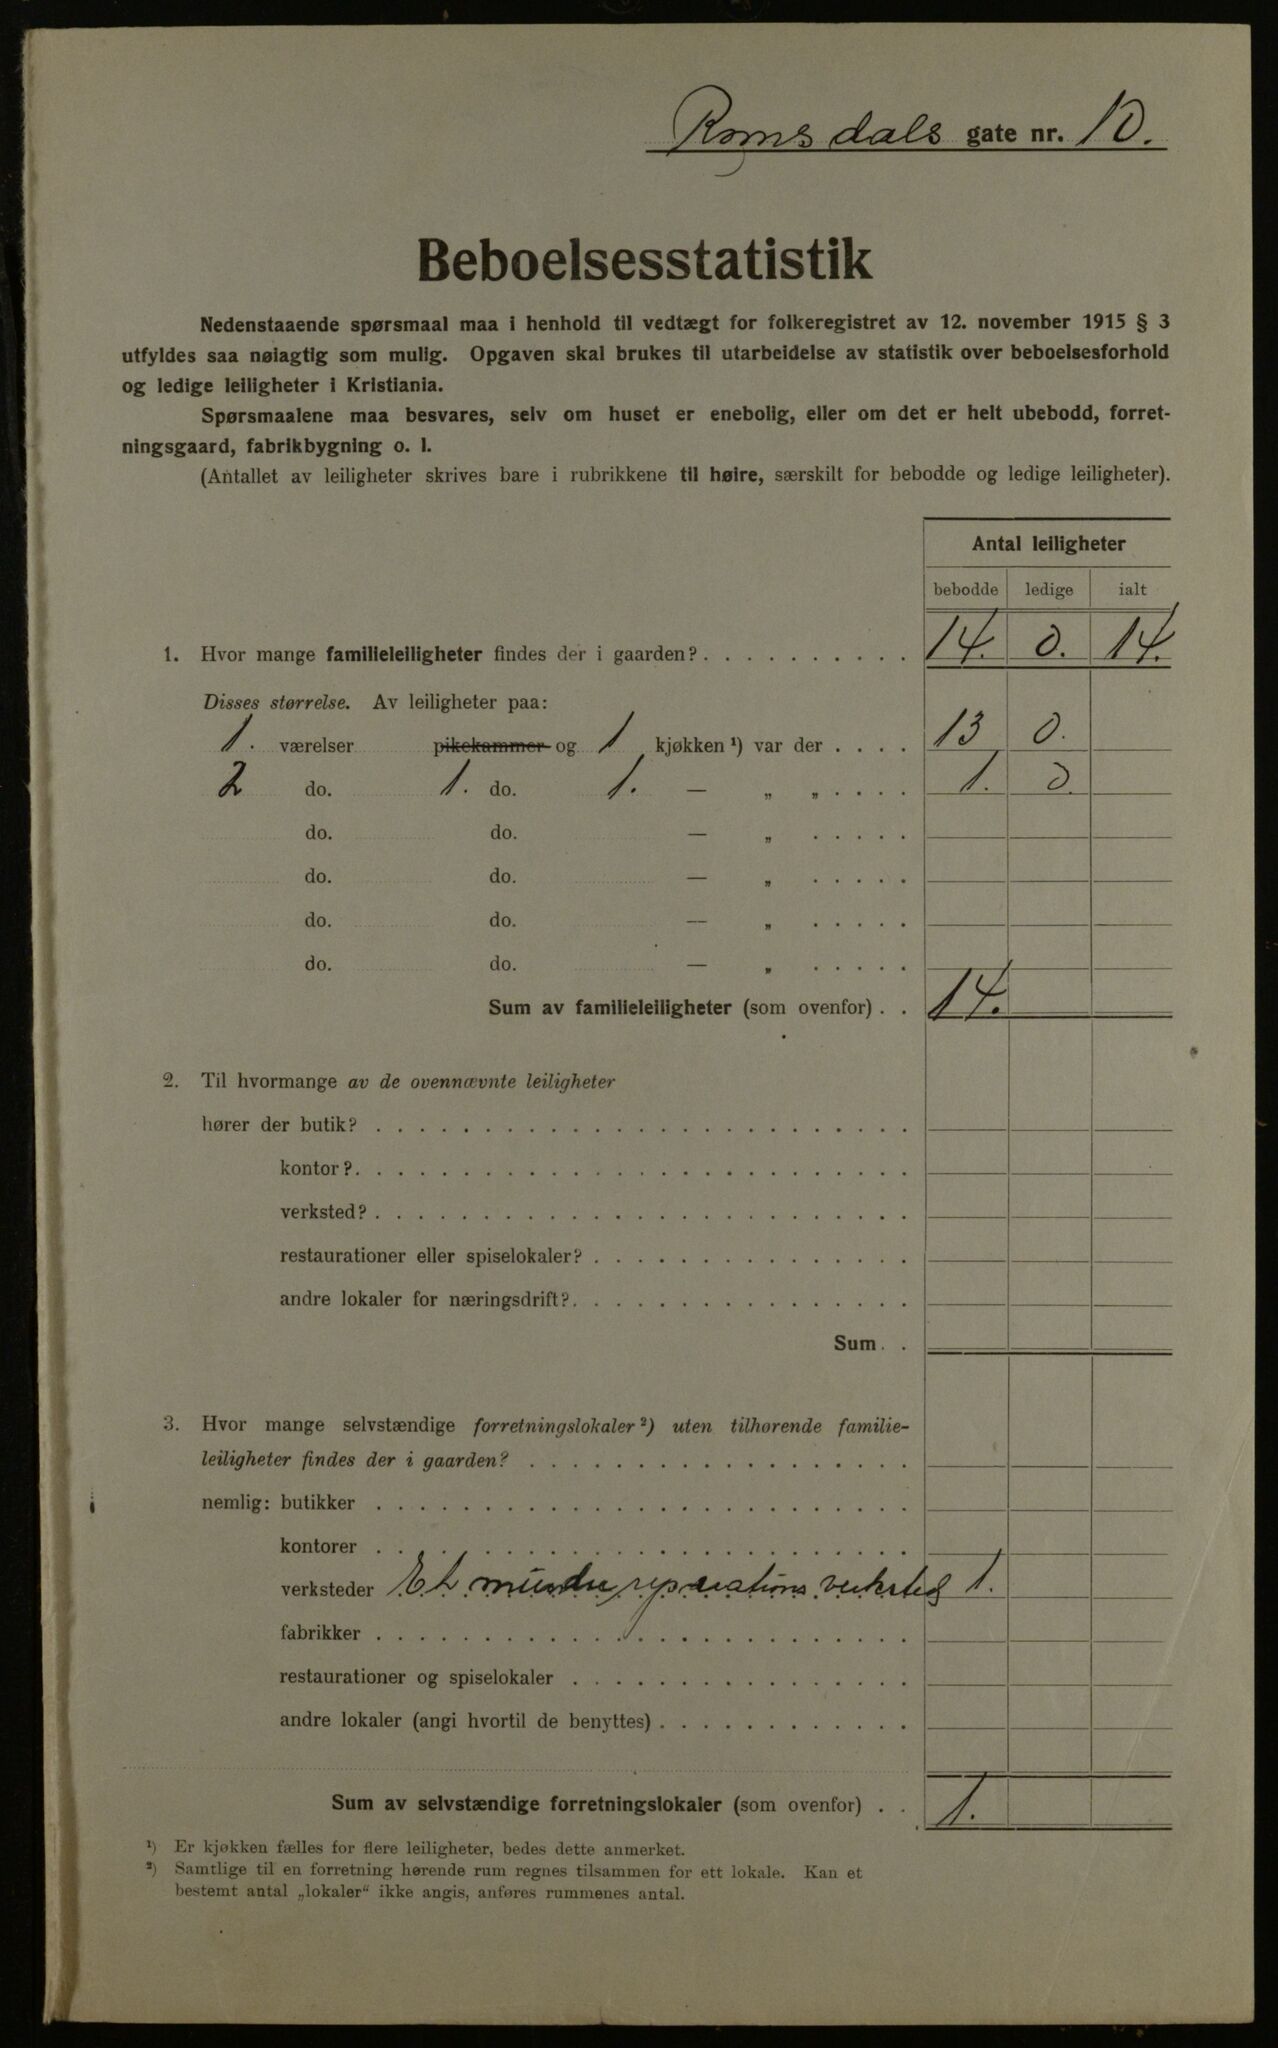 Romsdals gate nr. 10.
Beboelsesstatistik
Nedenstaaende spørsmaal maa i henhold til vedtægt for folkeregistret av 12. november 1915 § 3
utfyldes saa nøiagtig som mulig. Opgaven skal brukes til utarbeidelse av statistik over beboelsesforhold
og ledige leiligheter i Kristiania.
Spørsmaalene maa besvares, selv om huset er enebolig, eller om det er helt ubebodd, forret-
ningsgaard, fabrikbygning o. l.
(Antallet av leiligheter skrives bare i rubrikkene til høire, særskilt for bebodde og ledige leiligheter).
Antal leiligheter
bebodde ledige ialt
1. Hvor mange familieleiligheter findes der i gaarden? . . . . . . . . . . 14. 0. 14.
Disses størrelse. Av leiligheter paa:
1. værelser pikekammer og 1 kjøkken ¹) var der . . . . 13 0.
2 do. 1. do. 1. — „ „ . . . . 1. 0.
do. do. — „ . . . . .
do. do. — „ . . . . .
do. do. — „ . . . . .
do. do. — „ . . . . .
Sum av familieleiligheter (som ovenfor) . . 14.
2. Til hvormange av de ovennævnte leiligheter
hører der butik? . . . . . . . . . . . . . . . . . . . . . . . . .
kontor? . . . . . . . . . . . . . . . . . . . . . . . . . .
verksted? . . . . . . . . . . . . . . . . . . . . . . . . .
restaurationer eller spiselokaler? . . . . . . . . . . . . . . .
andre lokaler for næringsdrift? . . . . . . . . . . . . . . . .
Sum . .
3. Hvor mange selvstændige forretningslokaler ²) uten tilhørende familie-
leiligheter findes der i gaarden? . . . . . . . . . . . . . . . . . .
nemlig: butikker . . . . . . . . . . . . . . . . . . . . . . . . .
kontorer . . . . . . . . . . . . . . . . . . . . . . . . .
verksteder Et mindre reparationsverksted 1.
fabrikker . . . . . . . . . . . . . . . . . . . . . . . . .
restaurationer og spiselokaler . . . . . . . . . . . . . . . .
andre lokaler (angi hvortil de benyttes) . . . . . . . . . . . .
Sum av selvstændige forretningslokaler (som ovenfor) . . 1.
¹) Er kjøkken fælles for flere leiligheter, bedes dette anmerket.
²) Samtlige til en forretning hørende rum regnes tilsammen for ett lokale. Kan et
bestemt antal „lokaler“ ikke angis, anføres rummenes antal.